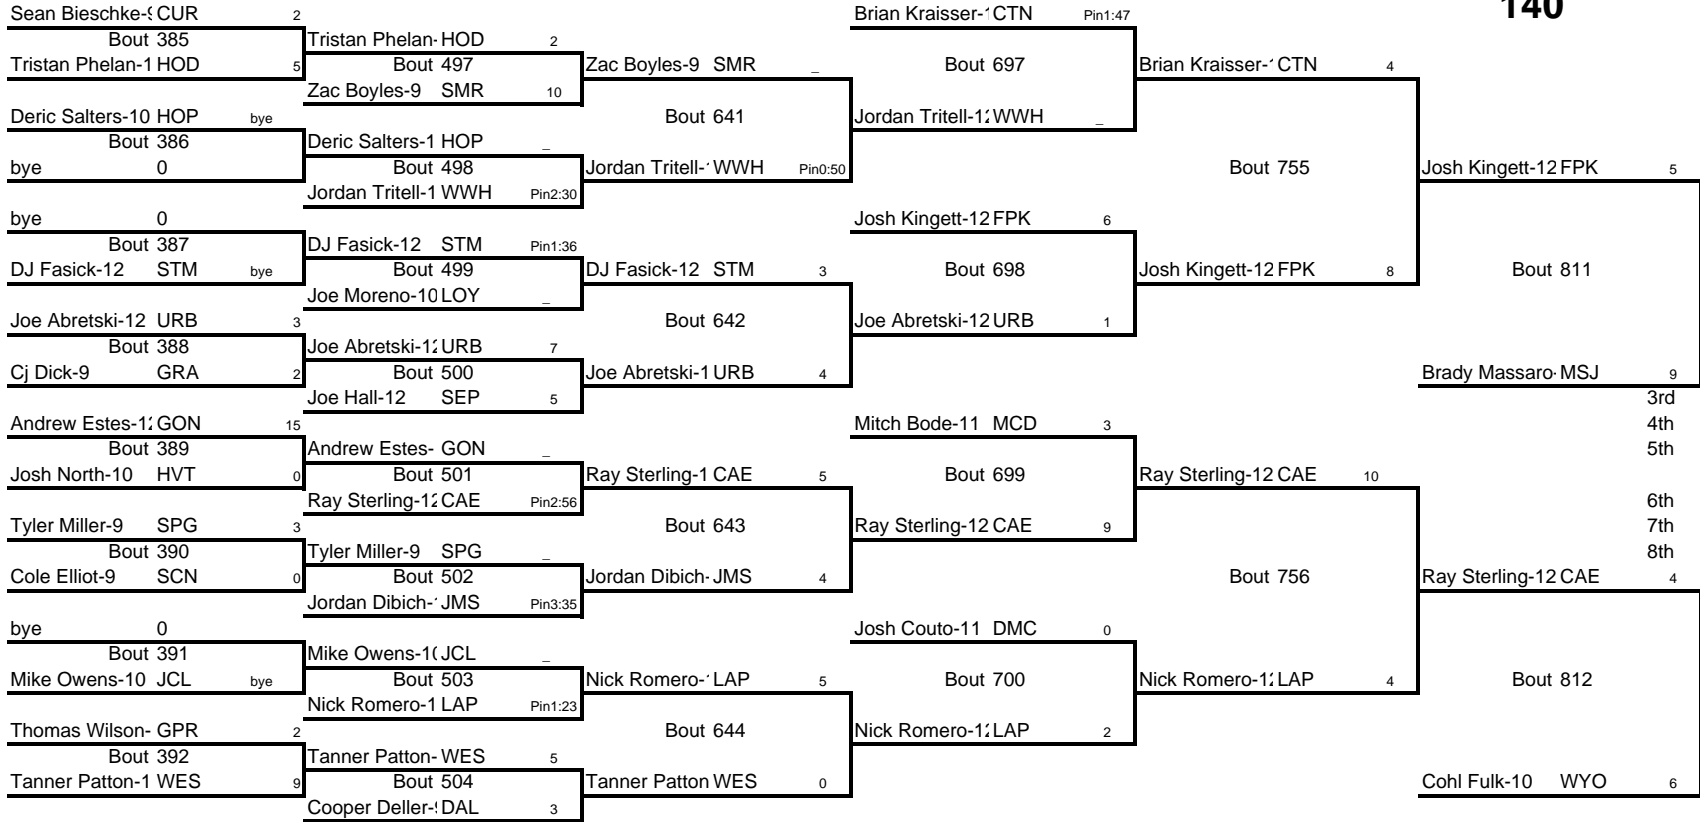 140
Sean Bieschke-9 CUR 2
Bout 385
Tristan Phelan-1 HOD 5
Deric Salters-10 HOP bye
Bout 386
bye 0
bye 0
Bout 387
DJ Fasick-12 STM bye
Joe Abretski-12 URB 3
Bout 388
Cj Dick-9 GRA 2
Andrew Estes-12 GON 15
Bout 389
Josh North-10 HVT 0
Tyler Miller-9 SPG 3
Bout 390
Cole Elliot-9 SCN 0
bye 0
Bout 391
Mike Owens-10 JCL bye
Thomas Wilson- GPR 2
Bout 392
Tanner Patton-1 WES 9
Tristan Phelan- HOD 2
Bout 497
Zac Boyles-9 SMR 10
Deric Salters-1 HOP _
Bout 498
Jordan Tritell-1 WWH Pin2:30
DJ Fasick-12 STM Pin1:36
Bout 499
Joe Moreno-10 LOY _
Joe Abretski-12 URB 7
Bout 500
Joe Hall-12 SEP 5
Andrew Estes- GON _
Bout 501
Ray Sterling-12 CAE Pin2:56
Tyler Miller-9 SPG _
Bout 502
Jordan Dibich-1 JMS Pin3:35
Mike Owens-10 JCL _
Bout 503
Nick Romero-1 LAP Pin1:23
Tanner Patton- WES 5
Bout 504
Cooper Deller-9 DAL 3
Zac Boyles-9 SMR _
Bout 641
Jordan Tritell-1 WWH Pin0:50
DJ Fasick-12 STM 3
Bout 642
Joe Abretski-1 URB 4
Ray Sterling-1 CAE 5
Bout 643
Jordan Dibich- JMS 4
Nick Romero-1 LAP 5
Bout 644
Tanner Patton WES 0
Brian Kraisser-1 CTN Pin1:47
Bout 697
Jordan Tritell-12 WWH _
Josh Kingett-12 FPK 6
Bout 698
Joe Abretski-12 URB 1
Mitch Bode-11 MCD 3
Bout 699
Ray Sterling-12 CAE 9
Josh Couto-11 DMC 0
Bout 700
Nick Romero-12 LAP 2
Brian Kraisser-1 CTN 4
Bout 755
Josh Kingett-12 FPK 8
Ray Sterling-12 CAE 10
Bout 756
Nick Romero-12 LAP 4
Josh Kingett-12 FPK 5
Bout 811
Brady Massaro- MSJ 9
3rd
4th
5th
6th
7th
8th
Ray Sterling-12 CAE 4
Bout 812
Cohl Fulk-10 WYO 6